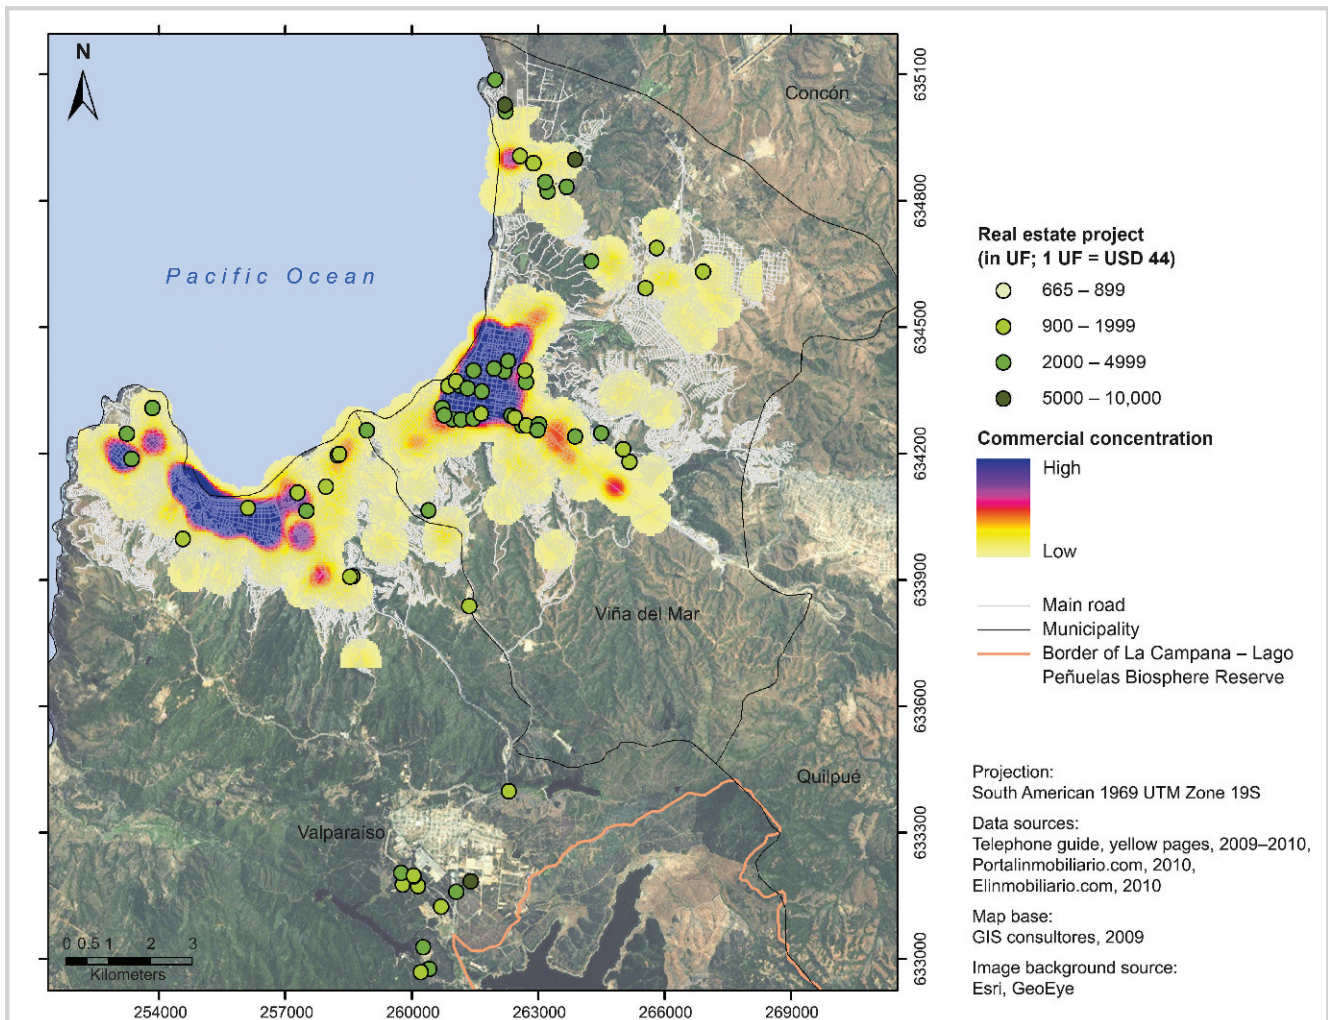 N
Pacific Ocean
Concón
Viña del Mar
Quilpué
Valparaíso
0 0.5 1 2 3
Kilometers
254000 257000 260000 263000 266000 269000
635100
634800
634500
634200
633900
633600
633300
633000
Real estate project
(in UF; 1 UF = USD 44)
665 – 899
900 – 1999
2000 – 4999
5000 – 10,000
Commercial concentration
High
Low
Main road
Municipality
Border of La Campana – Lago
Peñuelas Biosphere Reserve
Projection:
South American 1969 UTM Zone 19S
Data sources:
Telephone guide, yellow pages, 2009–2010,
Portalinmobiliario.com, 2010,
Elinmobiliario.com, 2010
Map base:
GIS consultores, 2009
Image background source:
Esri, GeoEye